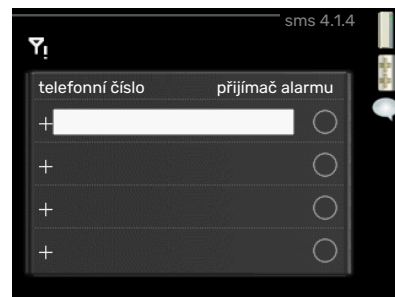 sms 4.1.4
telefonní číslo přijímač alarmu
+
+
+
+